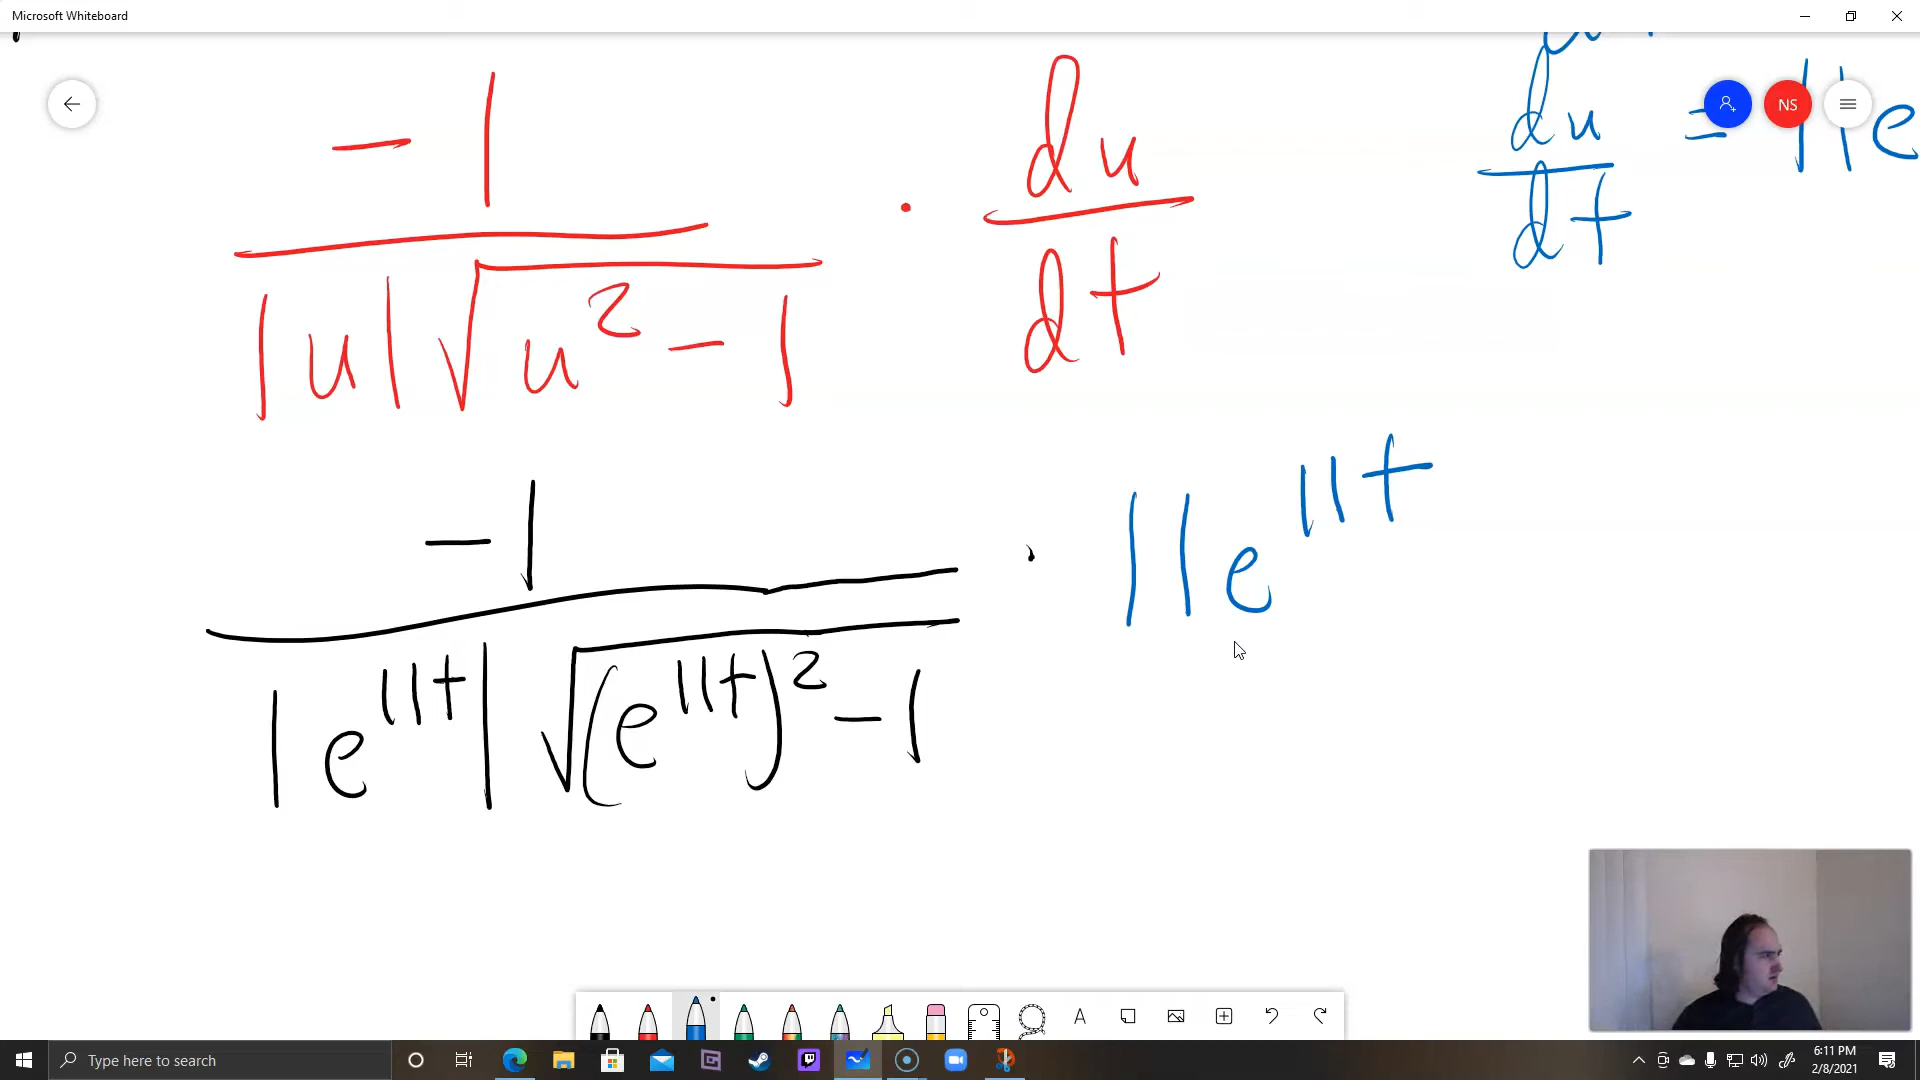 Microsoft Whiteboard
-1 / |u|√(u² - 1) · du/dt
du/dt = 11e
NS
-1 / |e^{11t}| √((e^{11t})² - 1) · 11e^{11t}
A
Type here to search
6:11 PM
2/8/2021